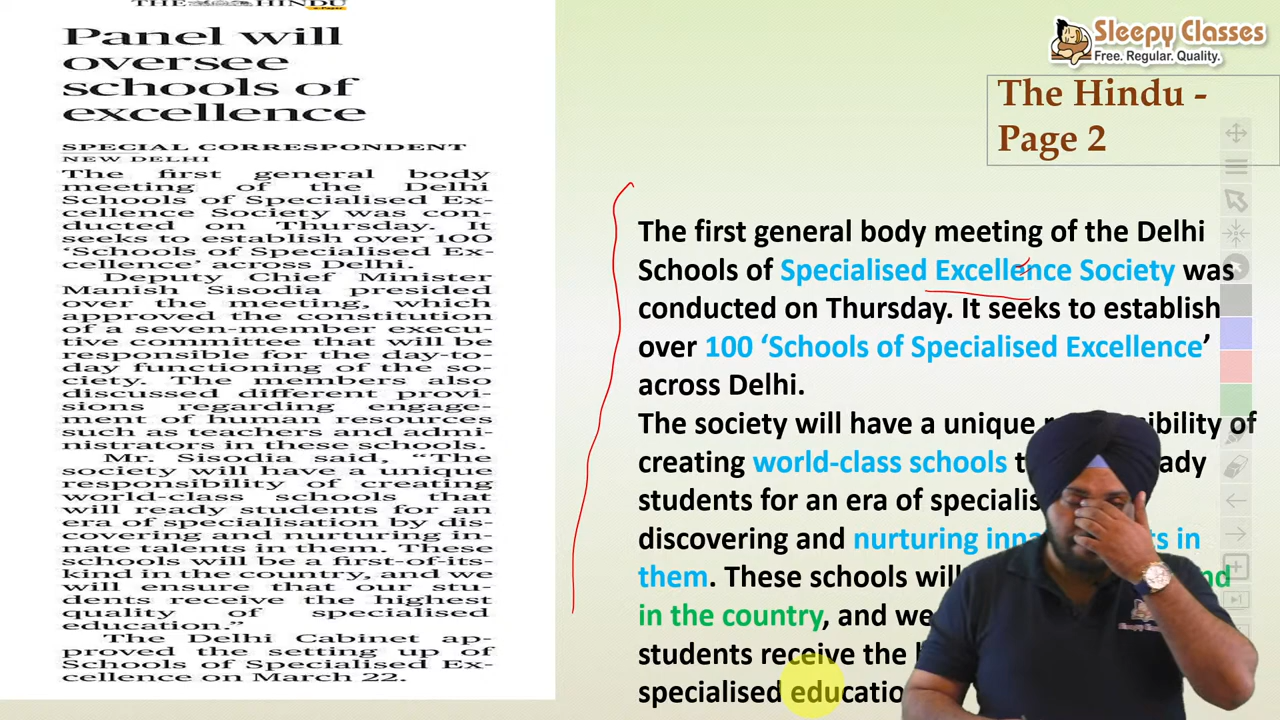 THE HINDU
Panel will
oversee
schools of
excellence
SPECIAL CORRESPONDENT
NEW DELHI
The first general body
meeting of the Delhi
Schools of Specialised Ex-
cellence Society was con-
ducted on Thursday. It
seeks to establish over 100
'Schools of Specialised Ex-
cellence' across Delhi.
Deputy Chief Minister
Manish Sisodia presided
over the meeting, which
approved the constitution
of a seven-member execu-
tive committee that will be
responsible for the day-to-
day functioning of the so-
ciety. The members also
discussed different provi-
sions regarding engage-
ment of human resources
such as teachers and admi-
nistrators in these schools.
Mr. Sisodia said, "The
society will have a unique
responsibility of creating
world-class schools that
will ready students for an
era of specialisation by dis-
covering and nurturing in-
nate talents in them. These
schools will be a first-of-its-
kind in the country, and we
will ensure that our stu-
dents receive the highest
quality of specialised
education."
The Delhi Cabinet ap-
proved the setting up of
Schools of Specialised Ex-
cellence on March 22.
Sleepy Classes
Free. Regular. Quality.
The Hindu -
Page 2
The first general body meeting of the Delhi
Schools of Specialised Excellence Society was
conducted on Thursday. It seeks to establish
over 100 'Schools of Specialised Excellence'
across Delhi.
The society will have a unique of
creating world-class schools
students for an era of
discovering and nurturing in
them. These schools will
in the country, and we
students receive the
specialised
Sleepy Classes